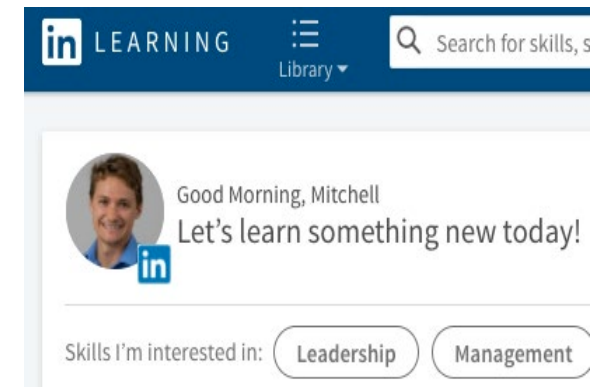 in LEARNING
Library
Search for skills, s
Good Morning, Mitchell
Let's learn something new today!
in
Skills I'm interested in: Leadership Management